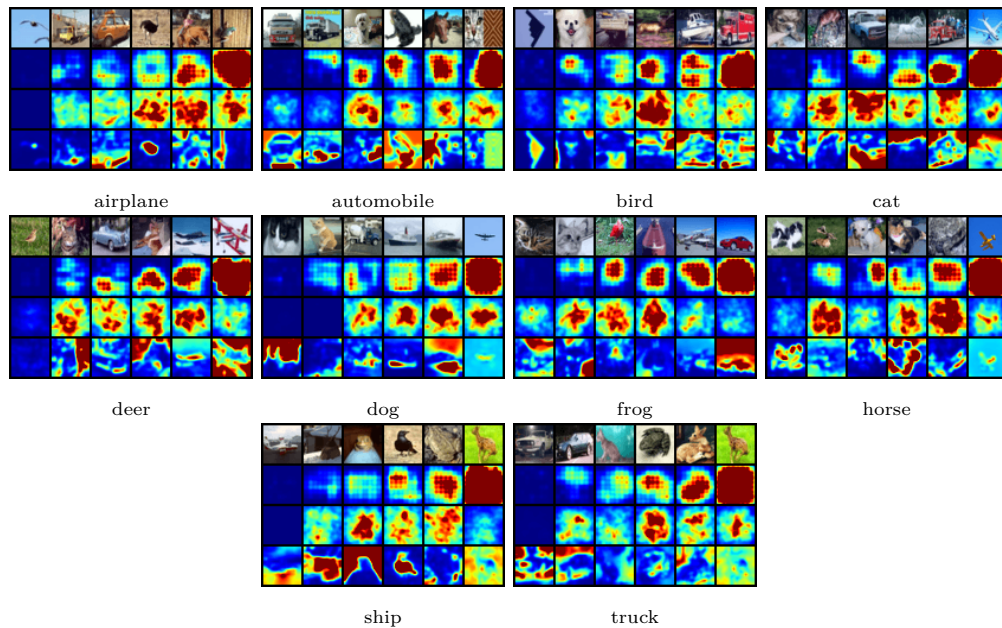 airplane
automobile
bird
cat
deer
dog
frog
horse
ship
truck